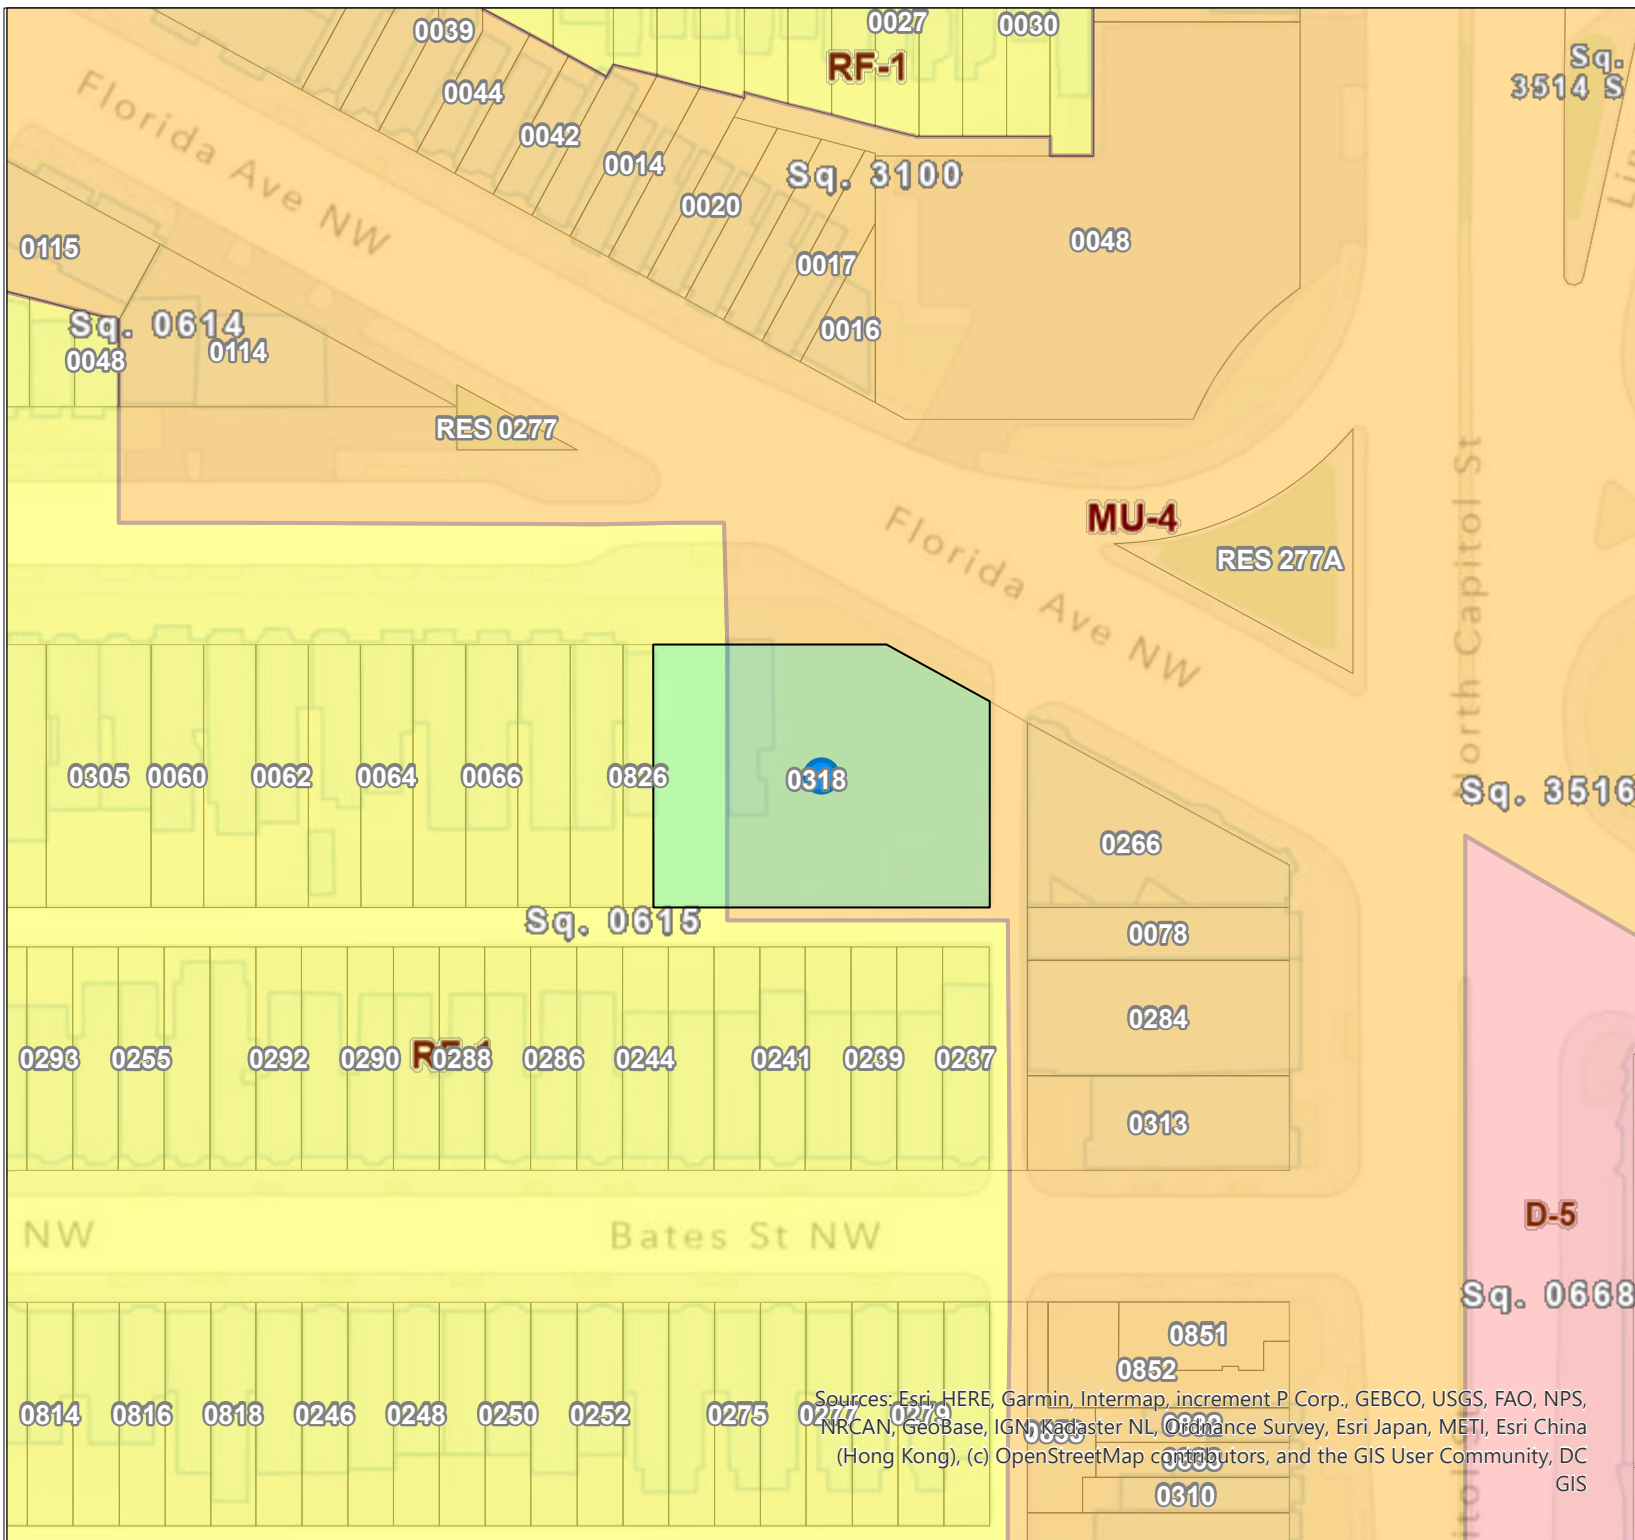 0039
0027
0030
RF-1
Sq.
3514 S
Florida Ave NW
0044
0042
0014
0020
Sq. 3100
Lin
0115
0017
0048
0016
Sq. 0614
0048
0114
RES 0277
MU-4
Florida Ave NW
RES 277A
North Capitol St
0305
0060
0062
0064
0066
0826
0318
Sq. 3516
0266
Sq. 0615
0078
0284
0293
0255
0292
0290
RF-1
0288
0286
0244
0241
0239
0237
0313
NW
Bates St NW
D-5
Sq. 0668
0851
0852
0814
0816
0818
0246
0248
0250
0252
0275
0277
0279
0310
Sources: Esri, HERE, Garmin, Intermap, increment P Corp., GEBCO, USGS, FAO, NPS,
NRCAN, GeoBase, IGN, Kadaster NL, Ordnance Survey, Esri Japan, METI, Esri China
(Hong Kong), (c) OpenStreetMap contributors, and the GIS User Community, DC
GIS